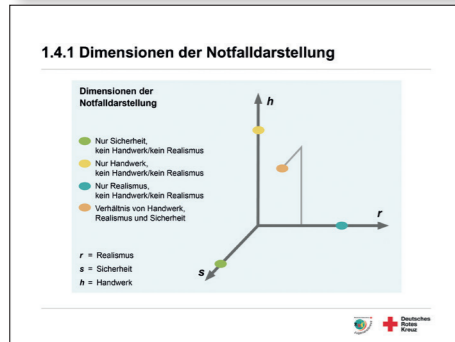 1.4.1 Dimensionen der Notfalldarstellung
Dimensionen der
Notfalldarstellung
Nur Sicherheit,
kein Handwerk/kein Realismus
Nur Handwerk,
kein Handwerk/kein Realismus
Nur Realismus,
kein Handwerk/kein Realismus
Verhältnis von Handwerk,
Realismus und Sicherheit
r = Realismus
s = Sicherheit
h = Handwerk
h
r
s
Deutsches
Rotes
Kreuz